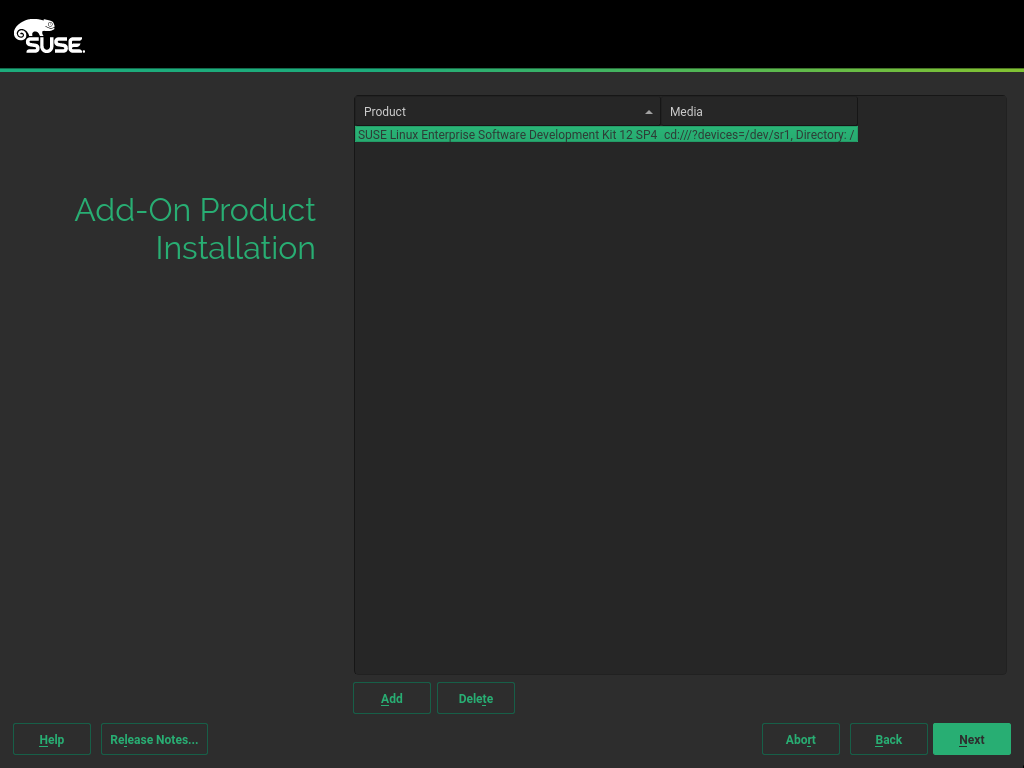 SUSE
Add-On Product
Installation
Product Media
SUSE Linux Enterprise Software Development Kit 12 SP4 cd:///?devices=/dev/sr1, Directory: /
Add Delete
Help Release Notes... Abort Back Next